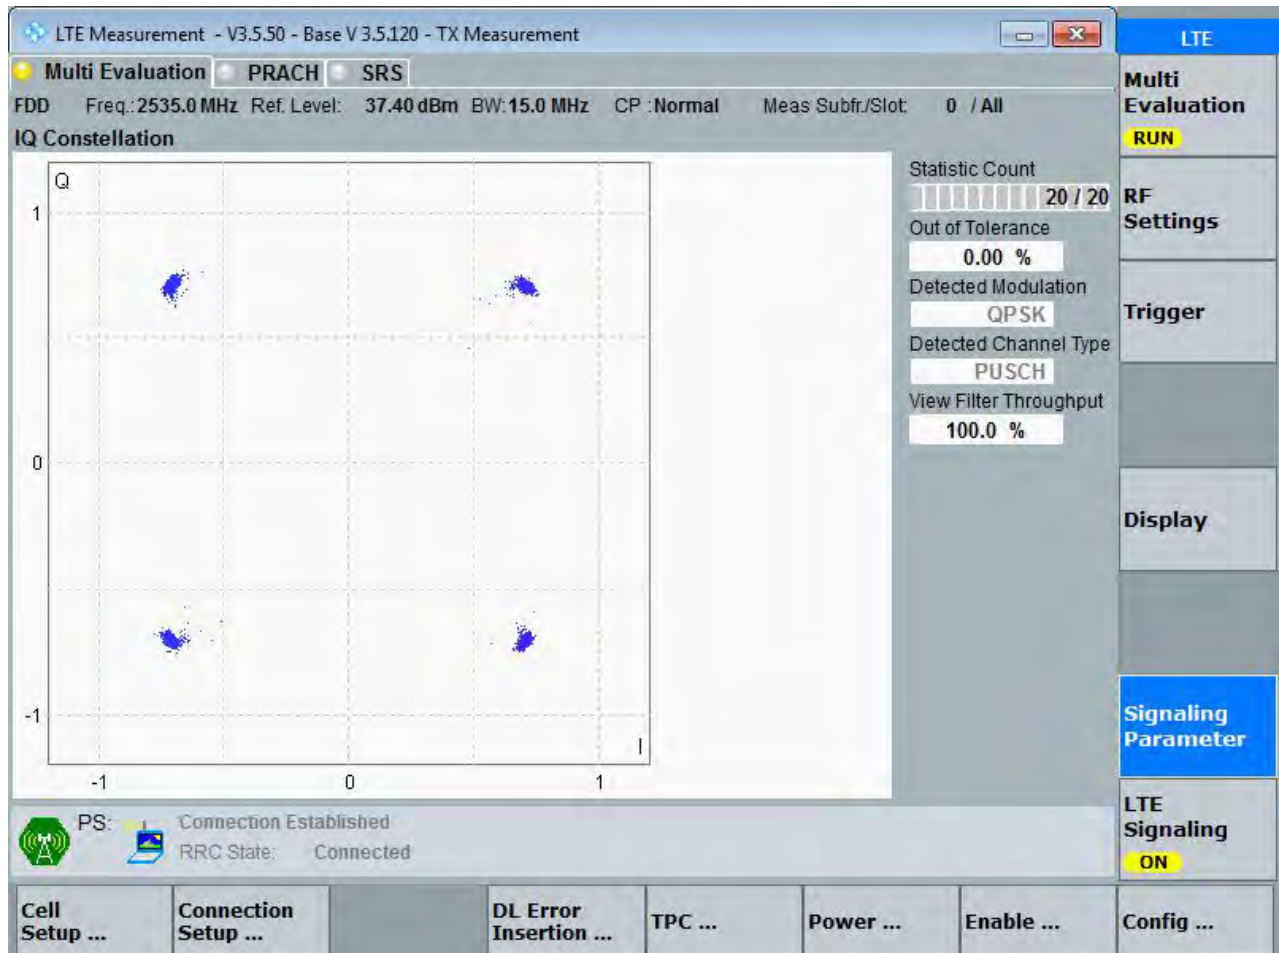 LTE Measurement - V3.5.50 - Base V 3.5.120 - TX Measurement
LTE
Multi Evaluation PRACH SRS
FDD Freq.: 2535.0 MHz Ref. Level: 37.40 dBm BW: 15.0 MHz CP : Normal Meas Subfr./Slot: 0 / All
IQ Constellation
Q
1
0
-1
I
-1 0 1
Statistic Count
20 / 20
Out of Tolerance
0.00 %
Detected Modulation
QPSK
Detected Channel Type
PUSCH
View Filter Throughput
100.0 %
Multi
Evaluation
RUN
RF
Settings
Trigger
Display
Signaling
Parameter
LTE
Signaling
ON
PS: Connection Established
RRC State: Connected
Cell
Setup ...
Connection
Setup ...
DL Error
Insertion ...
TPC ...
Power ...
Enable ...
Config ...